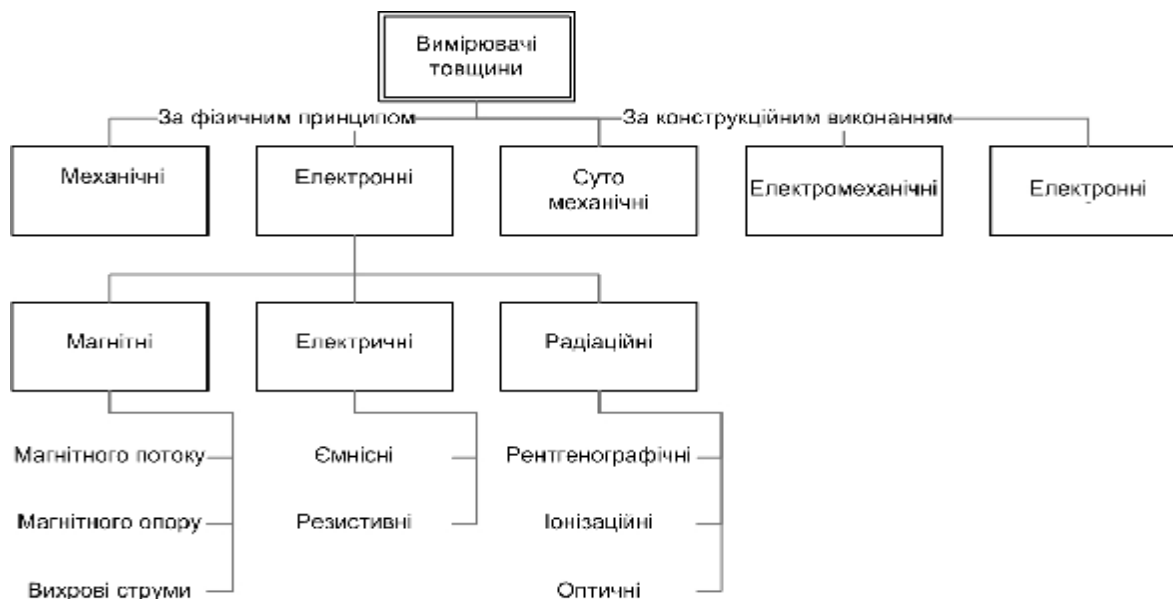 Вимірювачі
товщини
За фізичним принципом
За конструкційним виконанням
Механічні
Електронні
Суто
механічні
Електромеханічні
Електронні
Магнітні
Електричні
Радіаційні
Магнітного потоку
Ємнісні
Рентгенографічні
Магнітного опору
Резистивні
Іонізаційні
Вихрові струми
Оптичні